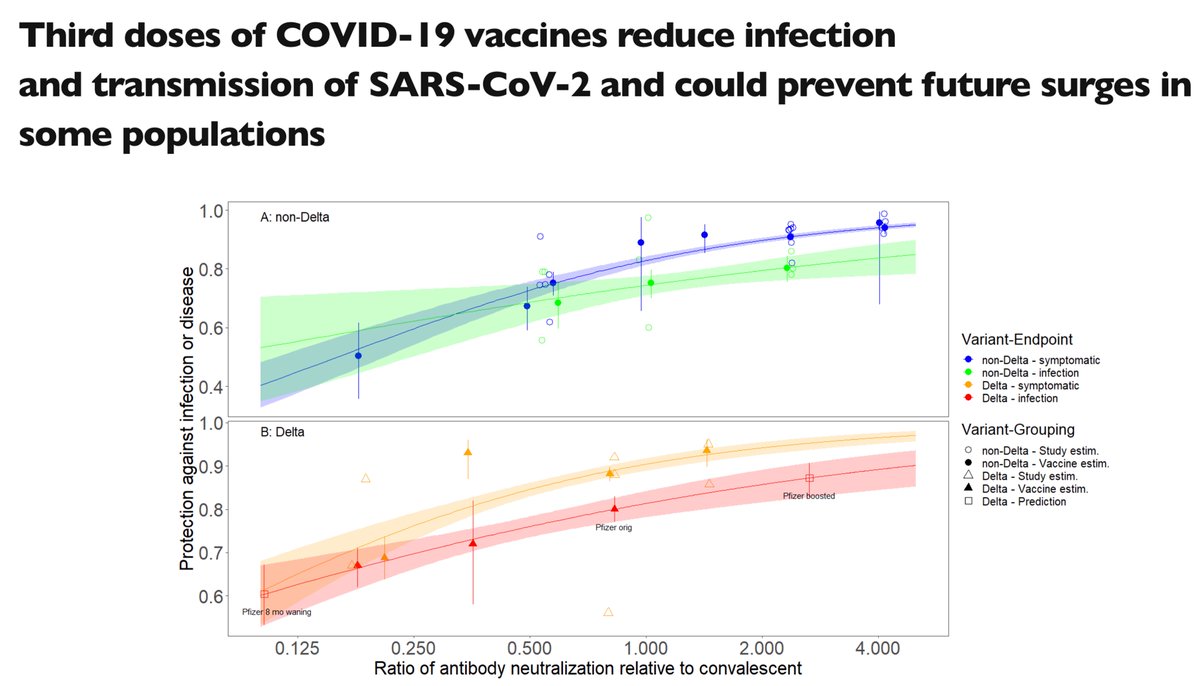 Third doses of COVID-19 vaccines reduce infection
and transmission of SARS-CoV-2 and could prevent future surges in
some populations
A: non-Delta
1.0
0.8
0.6
0.4
B: Delta
1.0
0.9
0.8
0.7
0.6
Pfizer boosted
Pfizer orig
Pfizer 8 mo waning
0.125
0.250
0.500
1.000
2.000
4.000
Ratio of antibody neutralization relative to convalescent
Protection against infection or disease
Variant-Endpoint
non-Delta - symptomatic
non-Delta - infection
Delta - symptomatic
Delta - infection
Variant-Grouping
non-Delta - Study estim.
non-Delta - Vaccine estim.
Delta - Study estim.
Delta - Vaccine estim.
Delta - Prediction